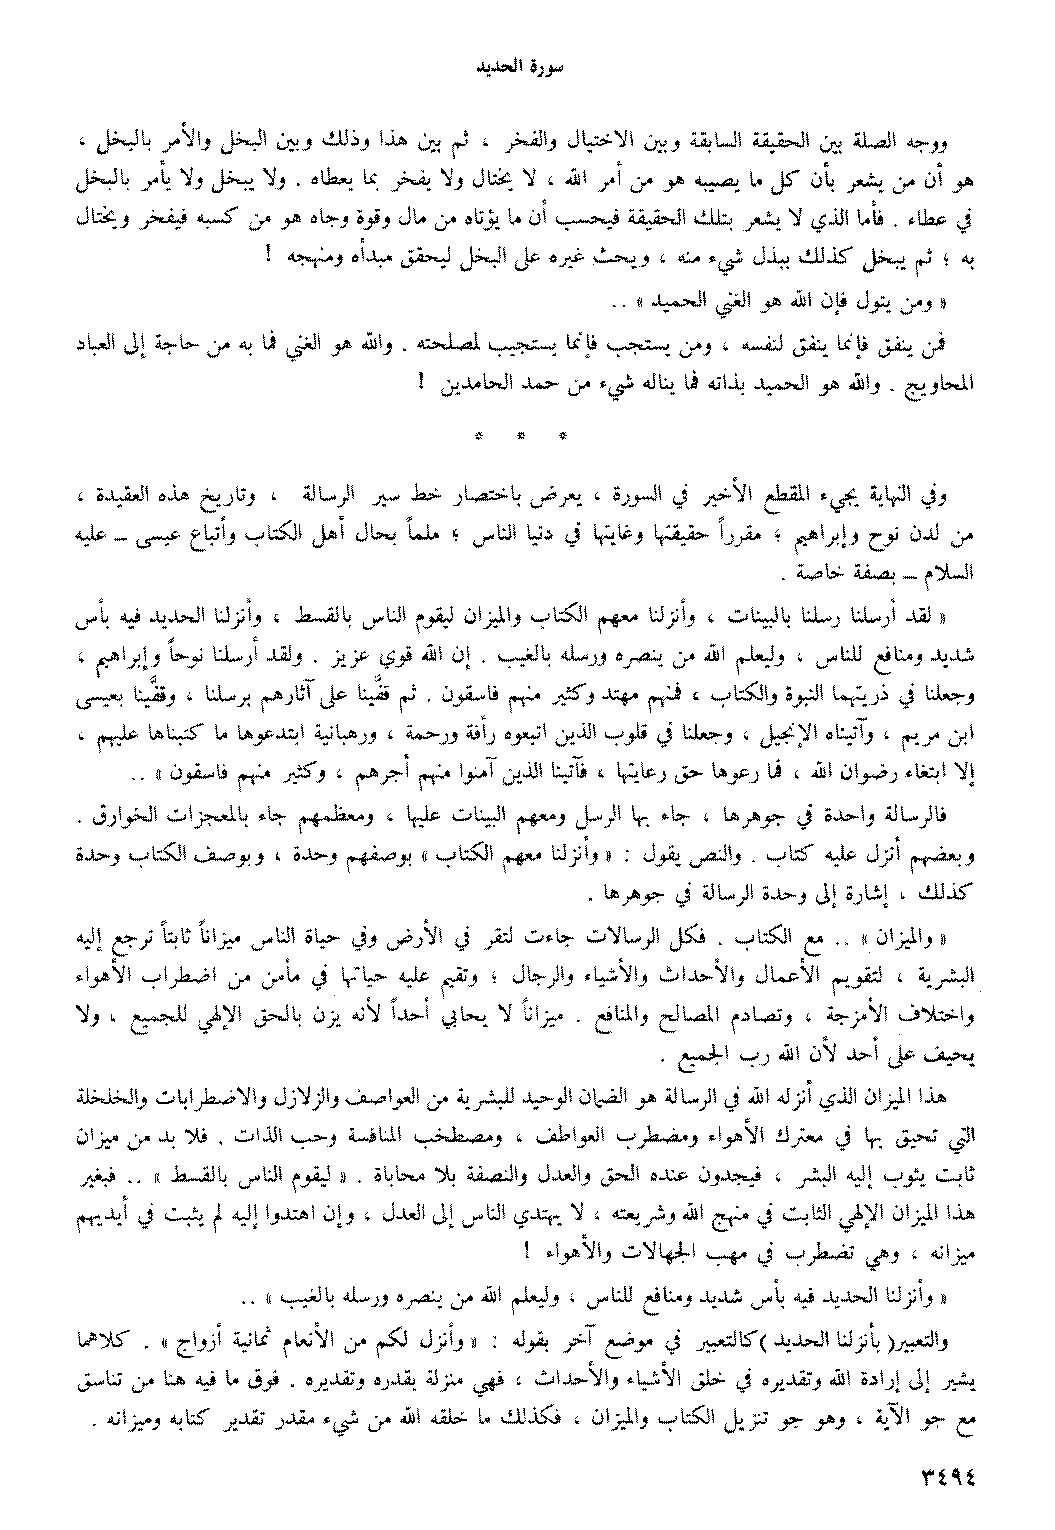 سورة الحديد
ووجه الصلة بين الحقيقة السابقة وبين الاختيال والفخر ، ثم بين هذا وذلك وبين البخل والأمر بالبخل ،
هو أن من يشعر بأن كل ما يصيبه هو من أمر الله ، لا يختال ولا يفخر بما يعطاه . ولا يبخل ولا يأمر بالبخل
في عطاء . فأما الذي لا يشعر بتلك الحقيقة فيحسب أن ما يؤتاه من مال وقوة وجاه هو من كسبه فيفخر ويختال
به ؛ ثم يبخل كذلك ببذل شيء منه ، ويحث غيره على البخل ليحقق مبدأه ومنهجه !
« ومن يتول فإن الله هو الغني الحميد » ..
فمن ينفق فإنما ينفق لنفسه ، ومن يستجب فإنما يستجيب لمصلحته . والله هو الغني فما به من حاجة إلى العباد
المحاويج . والله هو الحميد بذاته فما يناله شيء من حمد الحامدين !
* * *
وفي النهاية يجيء المقطع الأخير في السورة ، يعرض باختصار خط سير الرسالة ، وتاريخ هذه العقيدة ،
من لدن نوح وإبراهيم ؛ مقرراً حقيقتها وغايتها في دنيا الناس ؛ ملماً بحال أهل الكتاب وأتباع عيسى ــ عليه
السلام ــ بصفة خاصة .
« لقد أرسلنا رسلنا بالبينات ، وأنزلنا معهم الكتاب والميزان ليقوم الناس بالقسط ، وأنزلنا الحديد فيه بأس
شديد ومنافع للناس ، وليعلم الله من ينصره ورسله بالغيب . إن الله قوي عزيز . ولقد أرسلنا نوحاً وإبراهيم ،
وجعلنا في ذريتهما النبوة والكتاب ، فمنهم مهتد وكثير منهم فاسقون . ثم قفَّينا على آثارهم برسلنا ، وقفَّينا بعيسى
ابن مريم ، وآتيناه الإنجيل ، وجعلنا في قلوب الذين اتبعوه رأفة ورحمة ، ورهبانية ابتدعوها ما كتبناها عليهم ،
إلا ابتغاء رضوان الله ، فما رعوها حق رعايتها ، فآتينا الذين آمنوا منهم أجرهم ، وكثير منهم فاسقون » ..
فالرسالة واحدة في جوهرها ، جاء بها الرسل ومعهم البينات عليها ، ومعظمهم جاء بالمعجزات الخوارق .
وبعضهم أنزل عليه كتاب . والنص يقول : « وأنزلنا معهم الكتاب » بوصفهم وحدة ، وبوصف الكتاب وحدة
كذلك ، إشارة إلى وحدة الرسالة في جوهرها .
« والميزان » .. مع الكتاب . فكل الرسالات جاءت لتقر في الأرض وفي حياة الناس ميزاناً ثابتاً ترجع إليه
البشرية ، لتقويم الأعمال والأحداث والأشياء والرجال ؛ وتقيم عليه حياتها في مأمن من اضطراب الأهواء
واختلاف الأمزجة ، وتصادم المصالح والمنافع . ميزاناً لا يحابي أحداً لأنه يزن بالحق الإلهي للجميع ، ولا
يحيف على أحد لأن الله رب الجميع .
هذا الميزان الذي أنزله الله في الرسالة هو الضمان الوحيد للبشرية من العواصف والزلازل والاضطرابات والخلخلة
التي تحيق بها في معترك الأهواء ومضطرب العواطف ، ومصطخب المنافسة وحب الذات . فلا بد من ميزان
ثابت يثوب إليه البشر ، فيجدون عنده الحق والعدل والنصفة بلا محاباة . « ليقوم الناس بالقسط » .. فبغير
هذا الميزان الإلهي الثابت في منهج الله وشريعته ، لا يهتدي الناس إلى العدل ، وإن اهتدوا إليه لم يثبت في أيديهم
ميزانه ، وهي تضطرب في مهب الجهالات والأهواء !
« وأنزلنا الحديد فيه بأس شديد ومنافع للناس ، وليعلم الله من ينصره ورسله بالغيب » ..
والتعبير( بأنزلنا الحديد )كالتعبير في موضع آخر بقوله : « وأنزل لكم من الأنعام ثمانية أزواج » . كلاهما
يشير إلى إرادة الله وتقديره في خلق الأشياء والأحداث ، فهي منزلة بقدره وتقديره . فوق ما فيه هنا من تناسق
مع جو الآية ، وهو جو تنزيل الكتاب والميزان ، فكذلك ما خلقه الله من شيء مقدر تقدير كتابه وميزانه .
٣٤٩٤